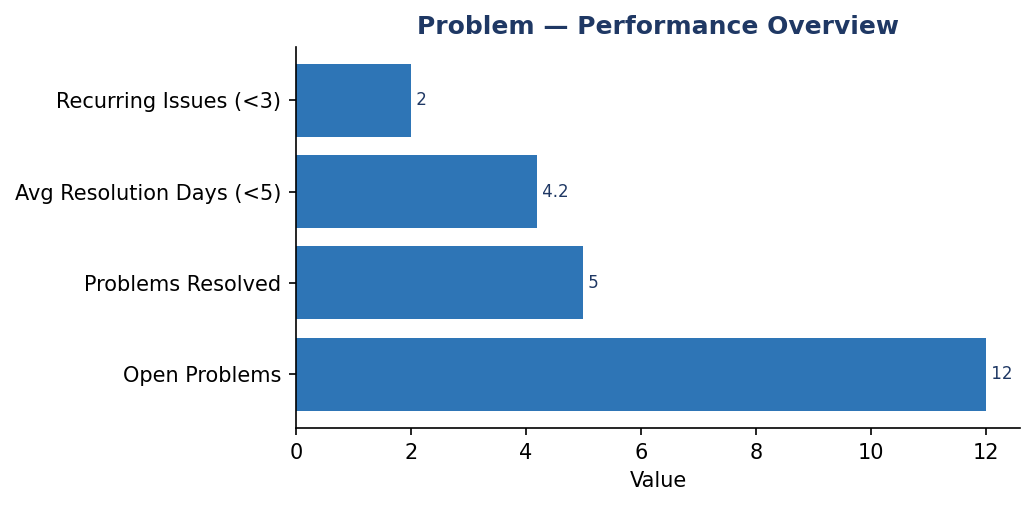 Problem — Performance Overview
Recurring Issues (<3)
2
Avg Resolution Days (<5)
4.2
Problems Resolved
5
Open Problems
12
0 2 4 6 8 10 12
Value